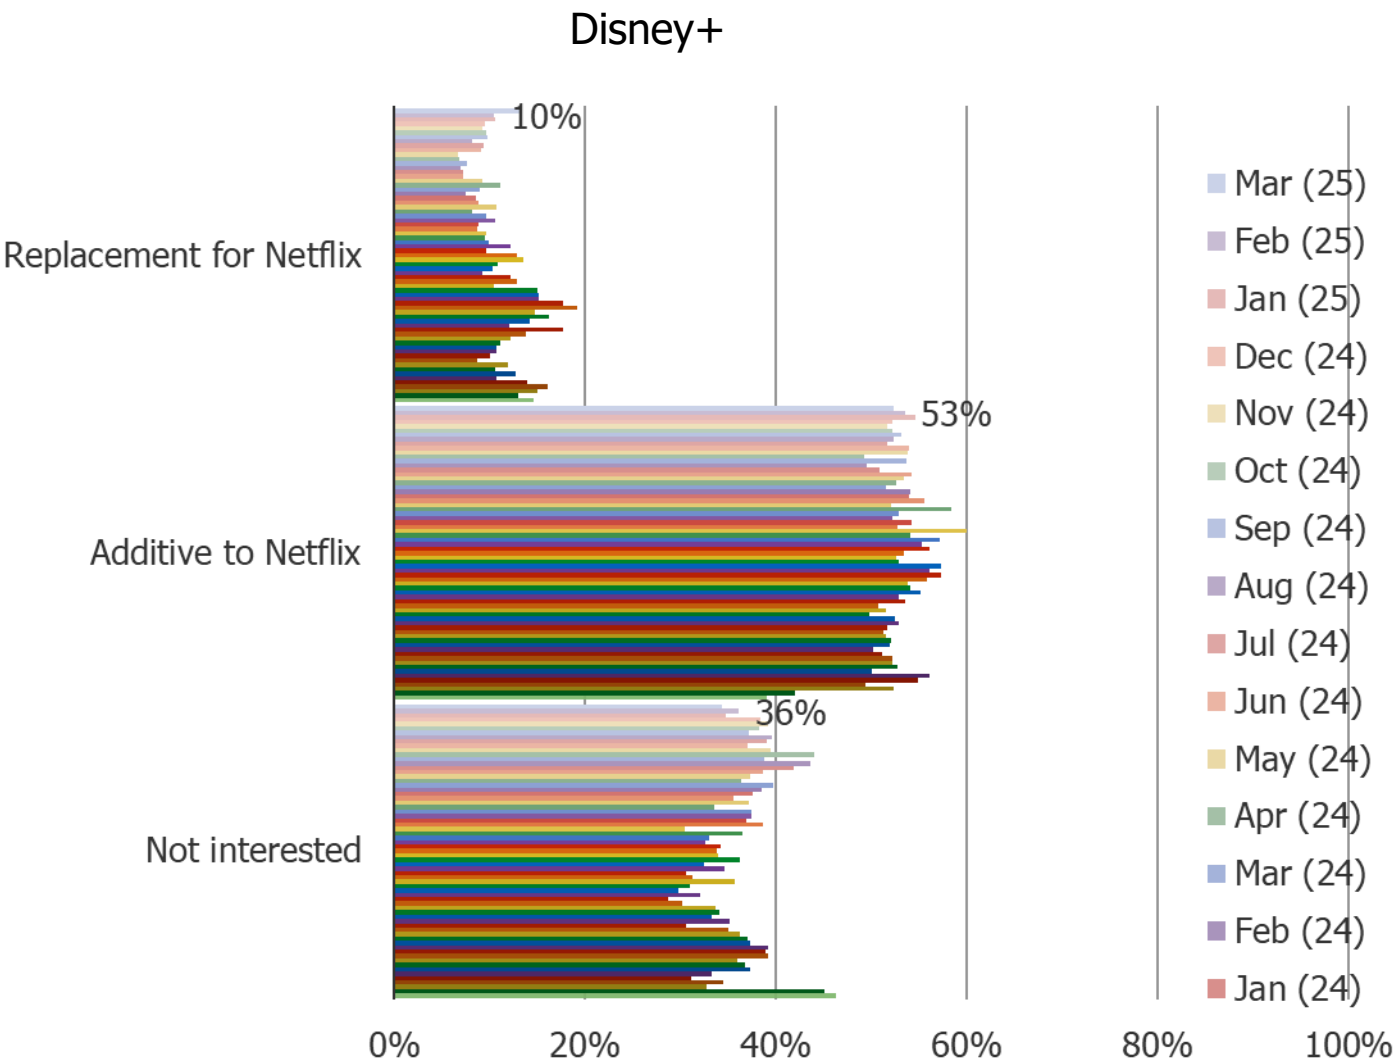 Disney+
10%
Replacement for Netflix
53%
Additive to Netflix
36%
Not interested
0%
20%
40%
60%
80%
100%
Mar (25)
Feb (25)
Jan (25)
Dec (24)
Nov (24)
Oct (24)
Sep (24)
Aug (24)
Jul (24)
Jun (24)
May (24)
Apr (24)
Mar (24)
Feb (24)
Jan (24)